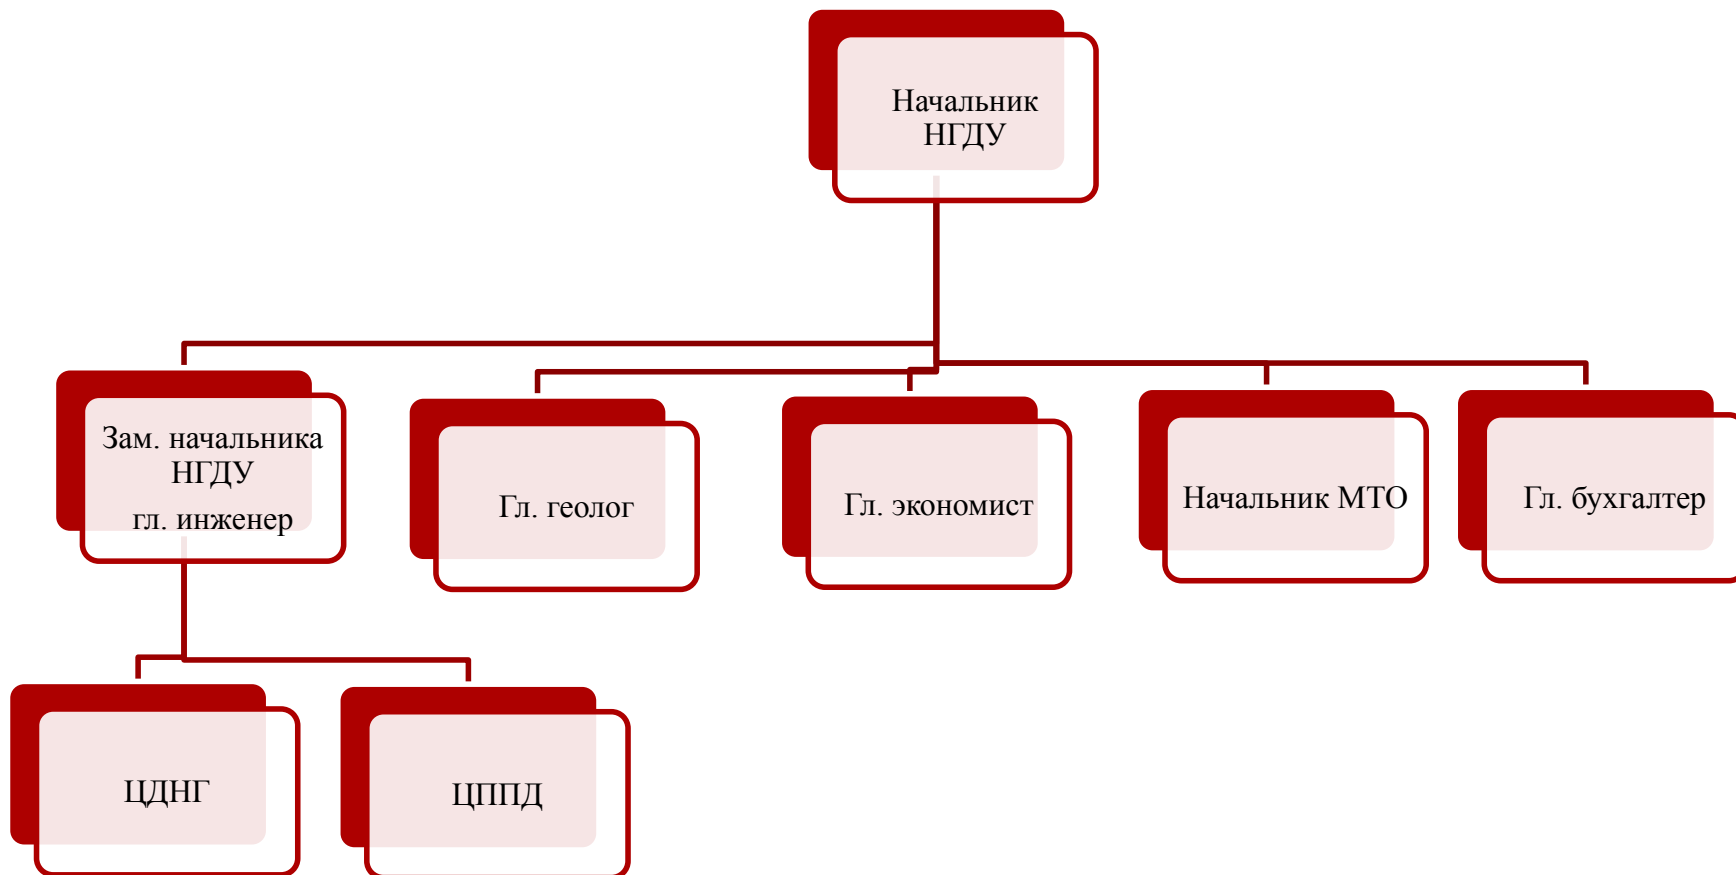 Начальник
НГДУ
Зам. начальника
НГДУ
гл. инженер
Гл. геолог
Гл. экономист
Начальник МТО
Гл. бухгалтер
ЦДНГ
ЦППД